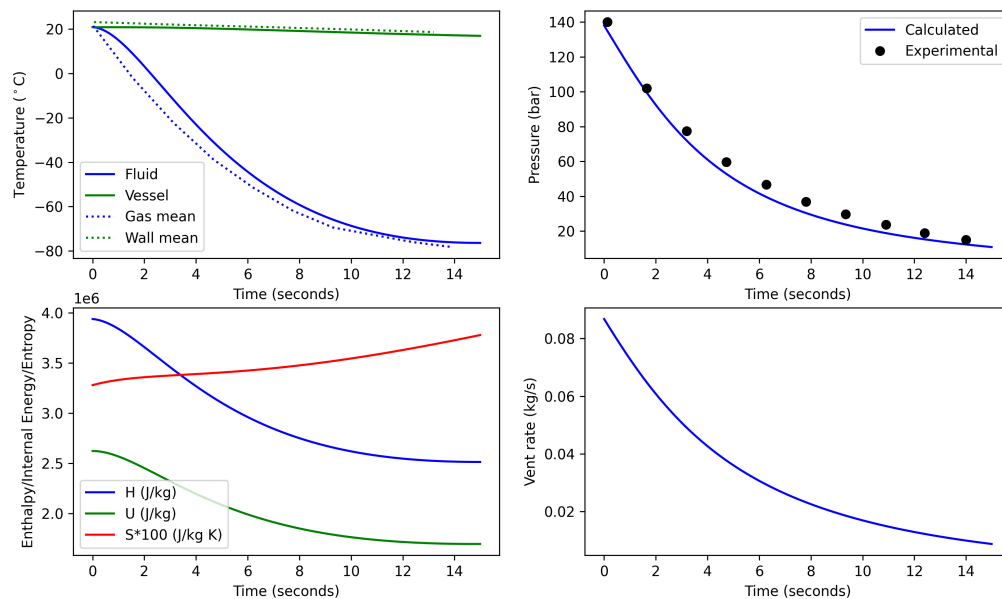 Temperature (°C)
20
0
−20
−40
−60
−80
Fluid
Vessel
Gas mean
Wall mean
0 2 4 6 8 10 12 14
Time (seconds)
Pressure (bar)
140
120
100
80
60
40
20
Calculated
Experimental
0 2 4 6 8 10 12 14
Time (seconds)
1e6
Enthalpy/Internal Energy/Entropy
4.0
3.5
3.0
2.5
2.0
H (J/kg)
U (J/kg)
S*100 (J/kg K)
0 2 4 6 8 10 12 14
Time (seconds)
Vent rate (kg/s)
0.08
0.06
0.04
0.02
0 2 4 6 8 10 12 14
Time (seconds)